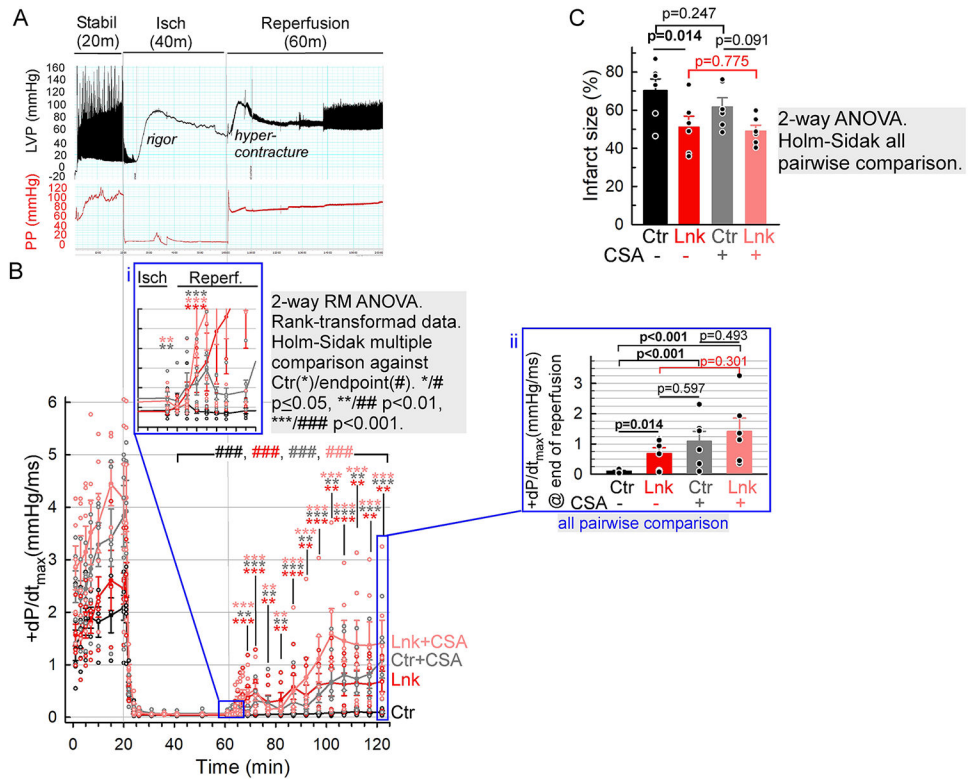 A
Stabil
(20m)
Isch
(40m)
Reperfusion
(60m)
LVP (mmHg)
160
140
120
100
80
60
40
20
0
-20
rigor
hyper-
contracture
PP (mmHg)
120
100
80
60
40
20
0
B
i
Isch
Reperf.
***
***
***
**
**
2-way RM ANOVA.
Rank-transformad data.
Holm-Sidak multiple
comparison against
Ctr(*)/endpoint(#). */#
p≤0.05, **/## p<0.01,
***/### p<0.001.
###, ###, ###, ###
+dP/dtmax(mmHg/ms)
6
5
4
3
2
1
0
Lnk+CSA
Ctr+CSA
Lnk
Ctr
0
20
40
60
80
100
120
Time (min)
C
p=0.247
p=0.014
p=0.091
p=0.775
Infarct size (%)
80
60
40
20
0
Ctr
Lnk
Ctr
Lnk
CSA
-
-
+
+
2-way ANOVA.
Holm-Sidak all
pairwise comparison.
ii
p<0.001
p=0.493
p<0.001
p=0.301
p=0.597
p=0.014
+dP/dtmax(mmHg/ms)
@ end of reperfusion
3
2
1
0
Ctr
Lnk
Ctr
Lnk
CSA
-
-
+
+
all pairwise comparison